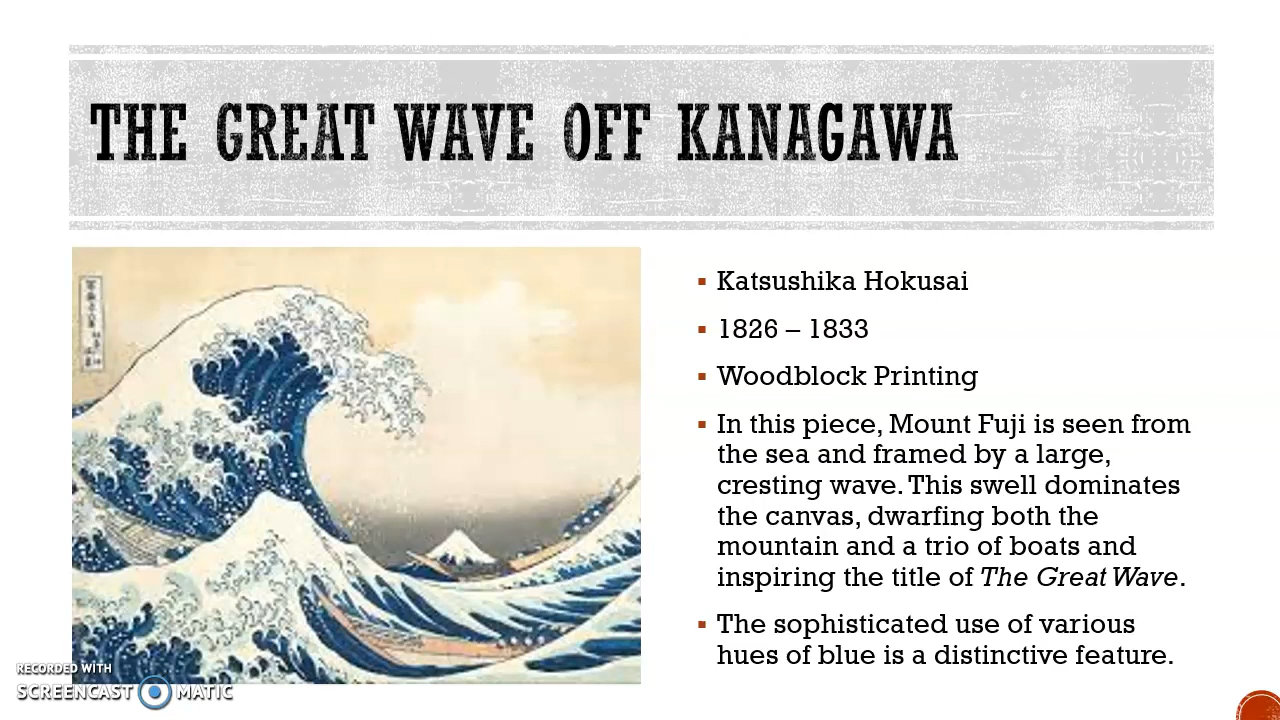 THE GREAT WAVE OFF KANAGAWA
Katsushika Hokusai
1826 – 1833
Woodblock Printing
In this piece, Mount Fuji is seen from
the sea and framed by a large,
cresting wave. This swell dominates
the canvas, dwarfing both the
mountain and a trio of boats and
inspiring the title of The Great Wave.
The sophisticated use of various
hues of blue is a distinctive feature.
RECORDED WITH
SCREENCAST MATIC